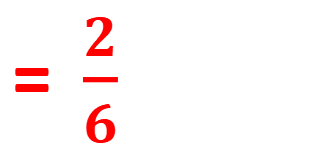 = 2/6